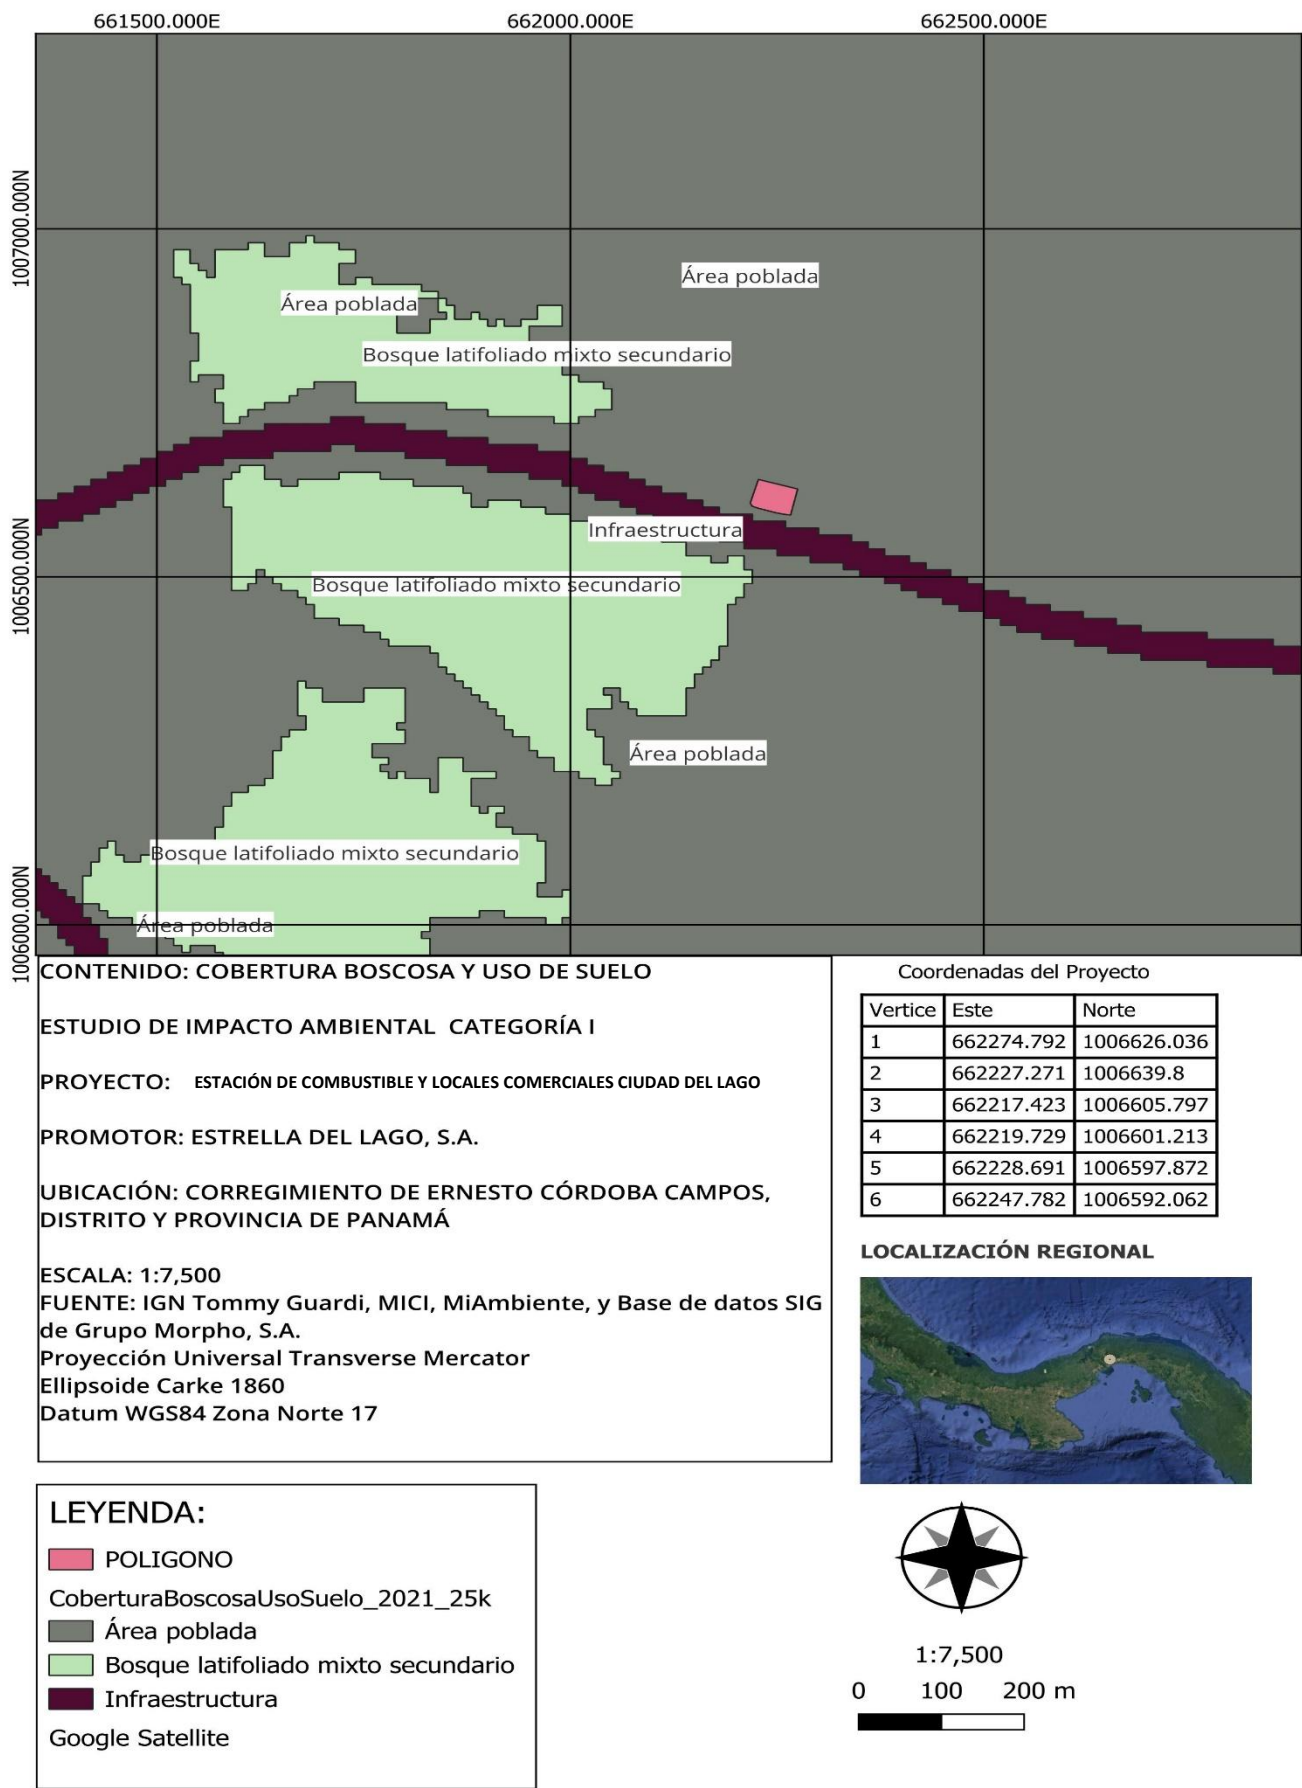 661500.000E 662000.000E 662500.000E
1007000.000N
Área poblada
Área poblada
Bosque latifoliado mixto secundario
Infraestructura
1006500.000N
Bosque latifoliado mixto secundario
Área poblada
Bosque latifoliado mixto secundario
1006000.000N
Área poblada
CONTENIDO: COBERTURA BOSCOSA Y USO DE SUELO
ESTUDIO DE IMPACTO AMBIENTAL CATEGORÍA I
PROYECTO: ESTACIÓN DE COMBUSTIBLE Y LOCALES COMERCIALES CIUDAD DEL LAGO
PROMOTOR: ESTRELLA DEL LAGO, S.A.
UBICACIÓN: CORREGIMIENTO DE ERNESTO CÓRDOBA CAMPOS,
DISTRITO Y PROVINCIA DE PANAMÁ
ESCALA: 1:7,500
FUENTE: IGN Tommy Guardi, MICI, MiAmbiente, y Base de datos SIG
de Grupo Morpho, S.A.
Proyección Universal Transverse Mercator
Ellipsoide Carke 1860
Datum WGS84 Zona Norte 17
Coordenadas del Proyecto
Vertice Este Norte
1 662274.792 1006626.036
2 662227.271 1006639.8
3 662217.423 1006605.797
4 662219.729 1006601.213
5 662228.691 1006597.872
6 662247.782 1006592.062
LOCALIZACIÓN REGIONAL
LEYENDA:
POLIGONO
CoberturaBoscosaUsoSuelo_2021_25k
Área poblada
Bosque latifoliado mixto secundario
Infraestructura
Google Satellite
1:7,500
0 100 200 m